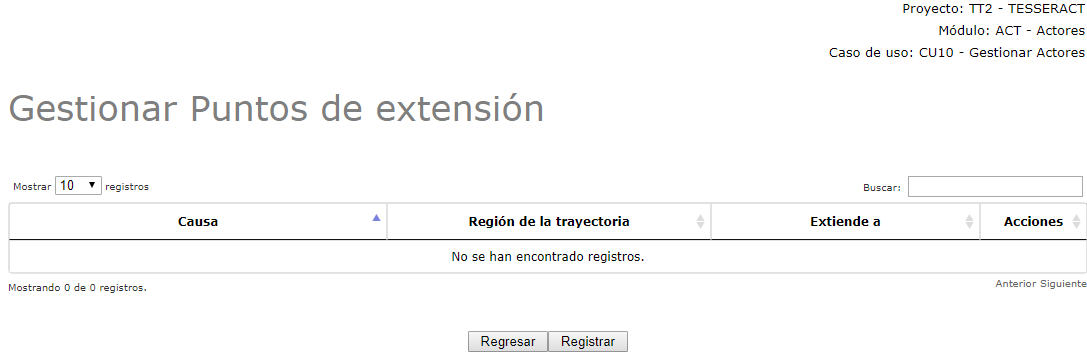 Proyecto: TT2 - TESSERACT
Módulo: ACT - Actores
Caso de uso: CU10 - Gestionar Actores
Gestionar Puntos de extensión
Mostrar 10 registros Buscar:
Causa Región de la trayectoria Extiende a Acciones
No se han encontrado registros.
Mostrando 0 de 0 registros. Anterior Siguiente
Regresar Registrar